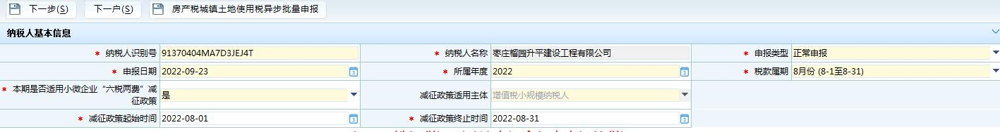 下一步(S) 下一户(S) 房产税城镇土地使用税异步批量申报
纳税人基本信息
* 纳税人识别号 91370404MA7D3JEJ4T * 纳税人名称 枣庄榴园升平建设工程有限公司 * 申报类型 正常申报
* 申报日期 2022-09-23 * 所属年度 2022 * 税款属期 8月份 (8-1至8-31)
* 本期是否适用小微企业“六税两费”减
征政策 是 减征政策适用主体 增值税小规模纳税人
* 减征政策起始时间 2022-08-01 * 减征政策终止时间 2022-08-31